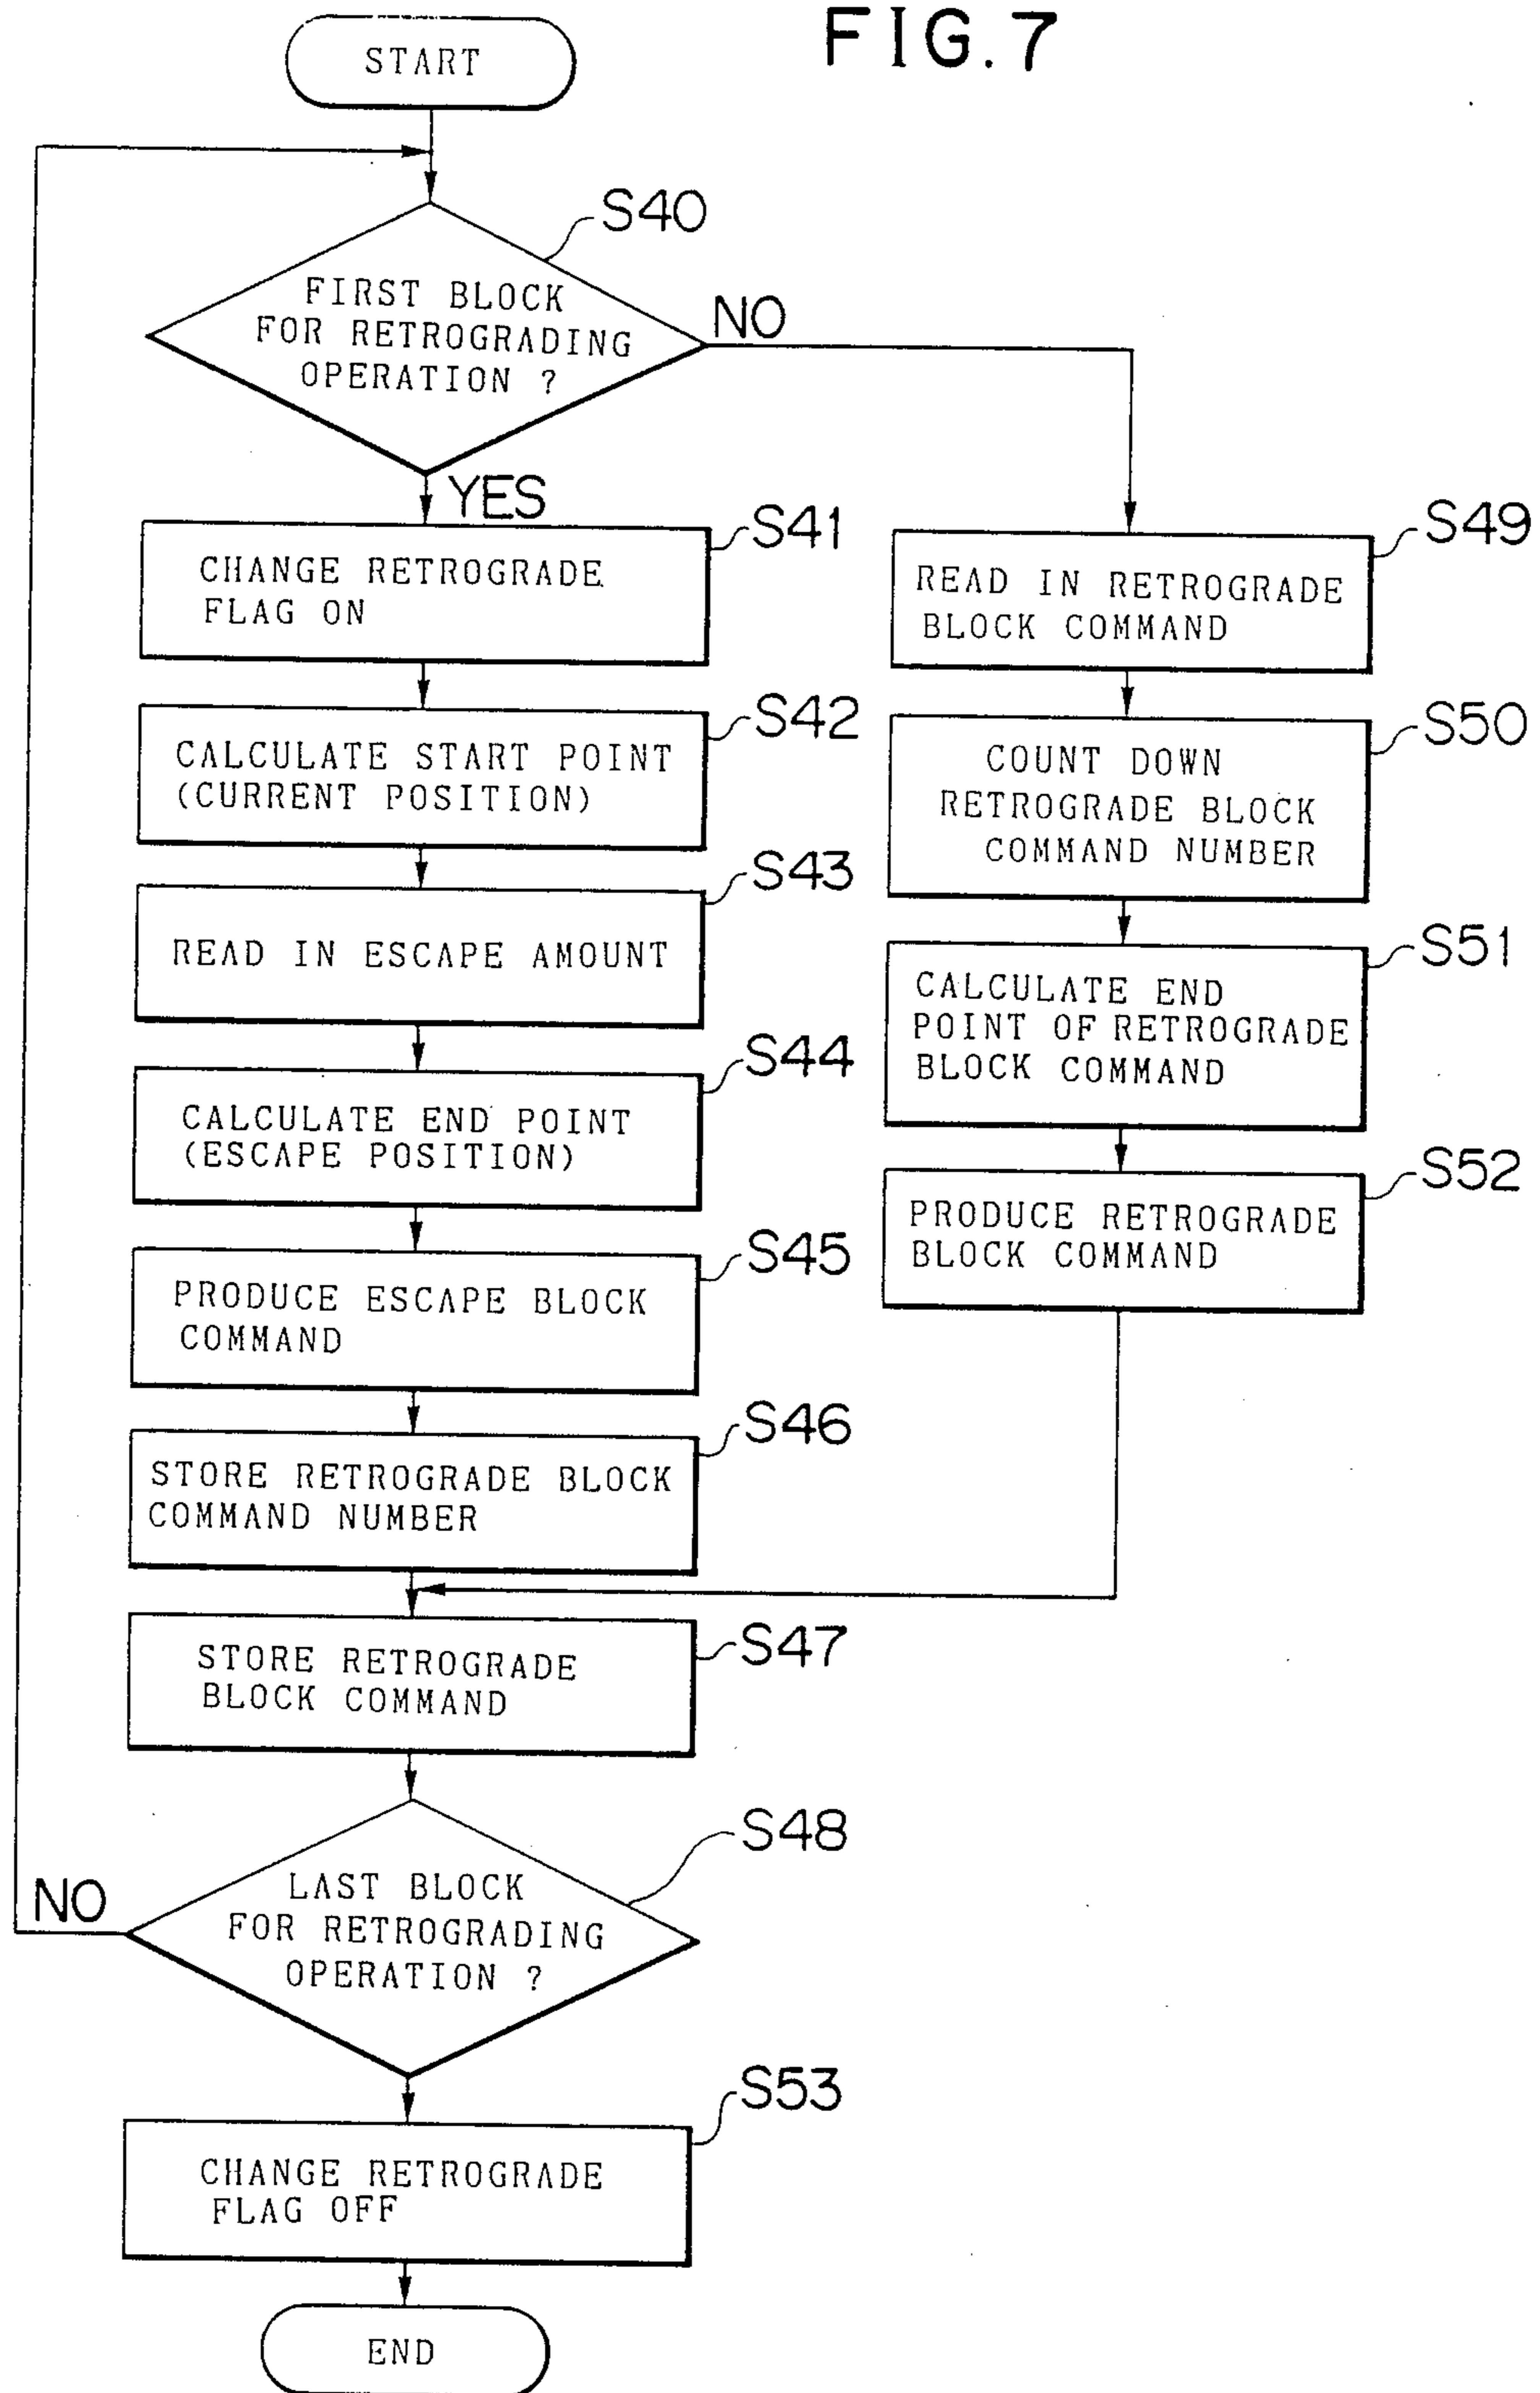 FIG. 7
START
S40
FIRST BLOCK
FOR RETROGRADING
OPERATION ?
NO
YES
S41
CHANGE RETROGRADE
FLAG ON
S42
CALCULATE START POINT
(CURRENT POSITION)
S43
READ IN ESCAPE AMOUNT
S44
CALCULATE END POINT
(ESCAPE POSITION)
S45
PRODUCE ESCAPE BLOCK
COMMAND
S46
STORE RETROGRADE BLOCK
COMMAND NUMBER
S49
READ IN RETROGRADE
BLOCK COMMAND
S50
COUNT DOWN
RETROGRADE BLOCK
COMMAND NUMBER
S51
CALCULATE END
POINT OF RETROGRADE
BLOCK COMMAND
S52
PRODUCE RETROGRADE
BLOCK COMMAND
S47
STORE RETROGRADE
BLOCK COMMAND
S48
LAST BLOCK
FOR RETROGRADING
OPERATION ?
NO
S53
CHANGE RETROGRADE
FLAG OFF
END